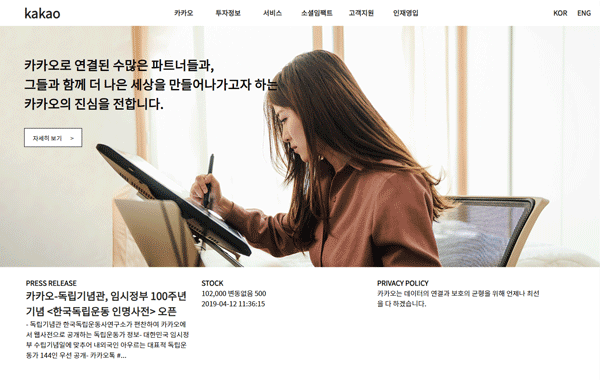 kakao
카카오 투자정보 서비스 소셜임팩트 고객지원 인재영입 KOR ENG
카카오로 연결된 수많은 파트너들과,
그들과 함께 더 나은 세상을 만들어나가고자 하는
카카오의 진심을 전합니다.
자세히 보기 >
PRESS RELEASE
카카오-독립기념관, 임시정부 100주년
기념 <한국독립운동 인명사전> 오픈
- 독립기념관 한국독립운동사연구소가 편찬하여 카카오에
서 웹사전으로 공개하는 독립운동가 정보- 대한민국 임시정
부 수립기념일에 맞추어 내외국인 아우르는 대표적 독립운
동가 144인 우선 공개- 카카오톡 #...
STOCK
102,000 변동없음 500
2019-04-12 11:36:15
PRIVACY POLICY
카카오는 데이터의 연결과 보호의 균형을 위해 언제나 최선
을 다 하겠습니다.